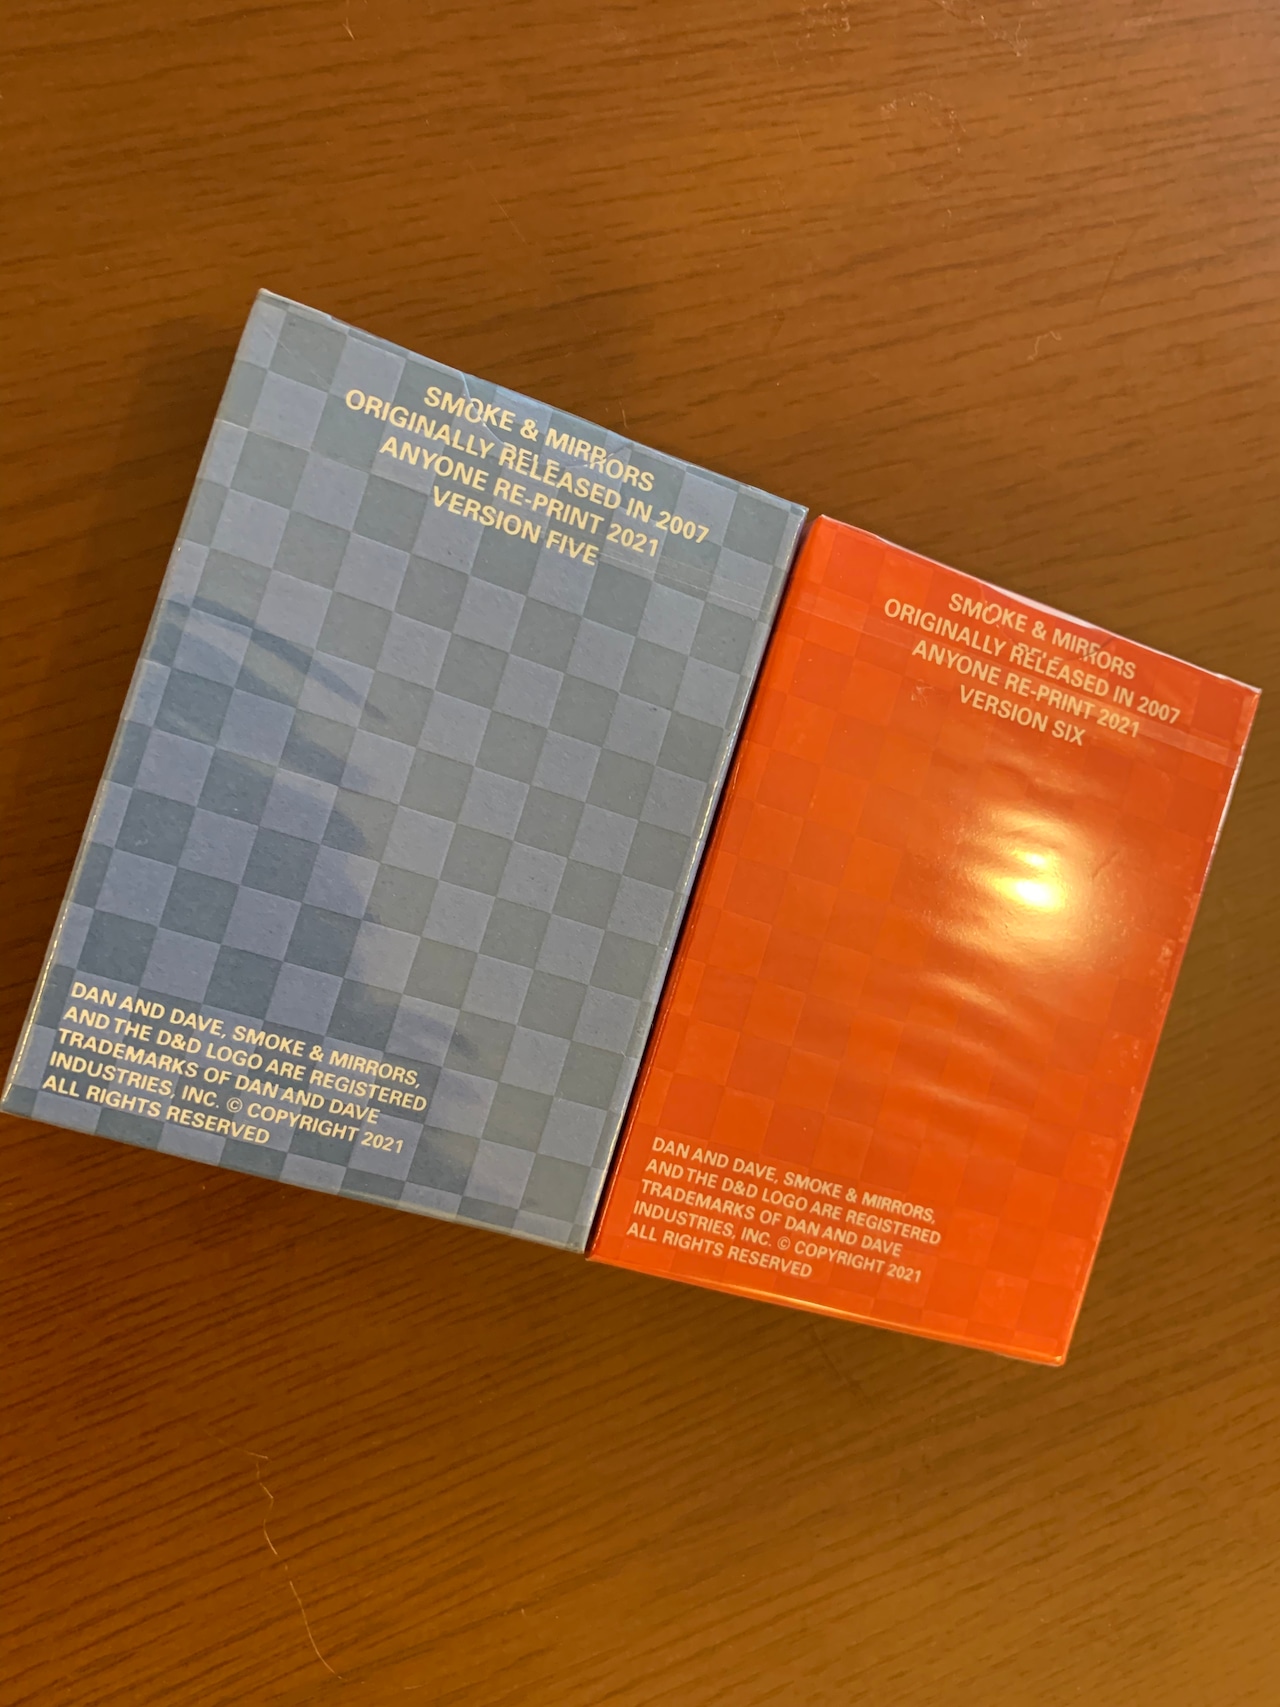 SMOKE & MIRRORS
ORIGINALLY RELEASED IN 2007
ANYONE RE-PRINT 2021
VERSION FIVE
DAN AND DAVE, SMOKE & MIRRORS,
AND THE D&D LOGO ARE REGISTERED
TRADEMARKS OF DAN AND DAVE
INDUSTRIES, INC. © COPYRIGHT 2021
ALL RIGHTS RESERVED
SMOKE & MIRRORS
ORIGINALLY RELEASED IN 2007
ANYONE RE-PRINT 2021
VERSION SIX
DAN AND DAVE, SMOKE & MIRRORS,
AND THE D&D LOGO ARE REGISTERED
TRADEMARKS OF DAN AND DAVE
INDUSTRIES, INC. © COPYRIGHT 2021
ALL RIGHTS RESERVED